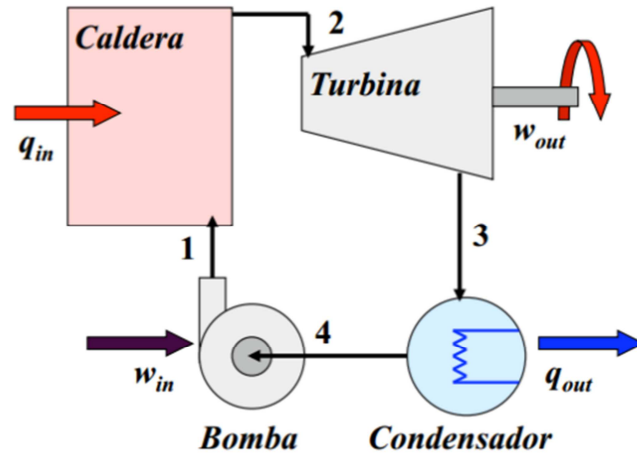 Caldera
2
Turbina
q_in
w_out
1
3
4
w_in
q_out
Bomba
Condensador